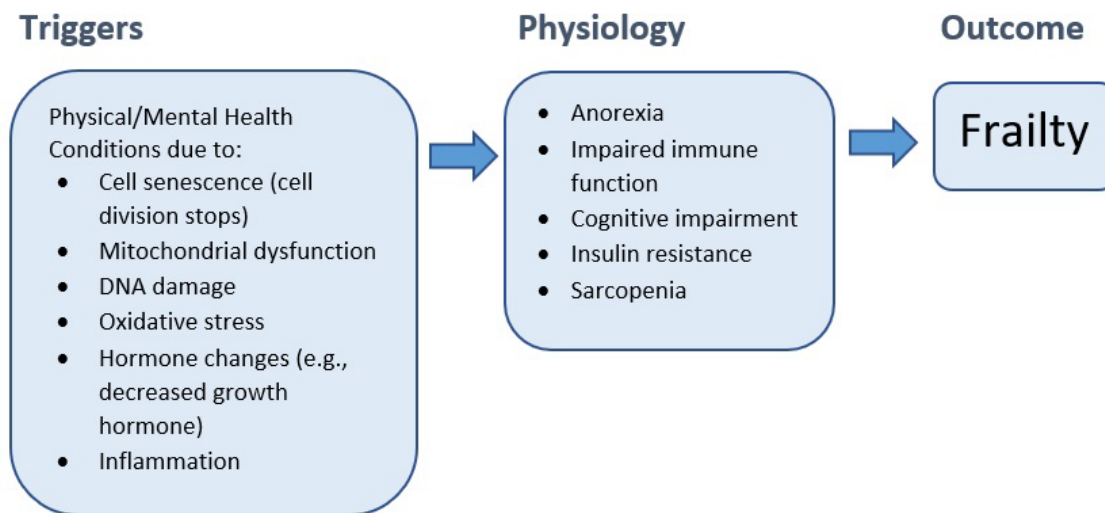 Triggers
Physiology
Outcome
Physical/Mental Health
Conditions due to:
• Cell senescence (cell
division stops)
• Mitochondrial dysfunction
• DNA damage
• Oxidative stress
• Hormone changes (e.g.,
decreased growth
hormone)
• Inflammation
• Anorexia
• Impaired immune
function
• Cognitive impairment
• Insulin resistance
• Sarcopenia
Frailty